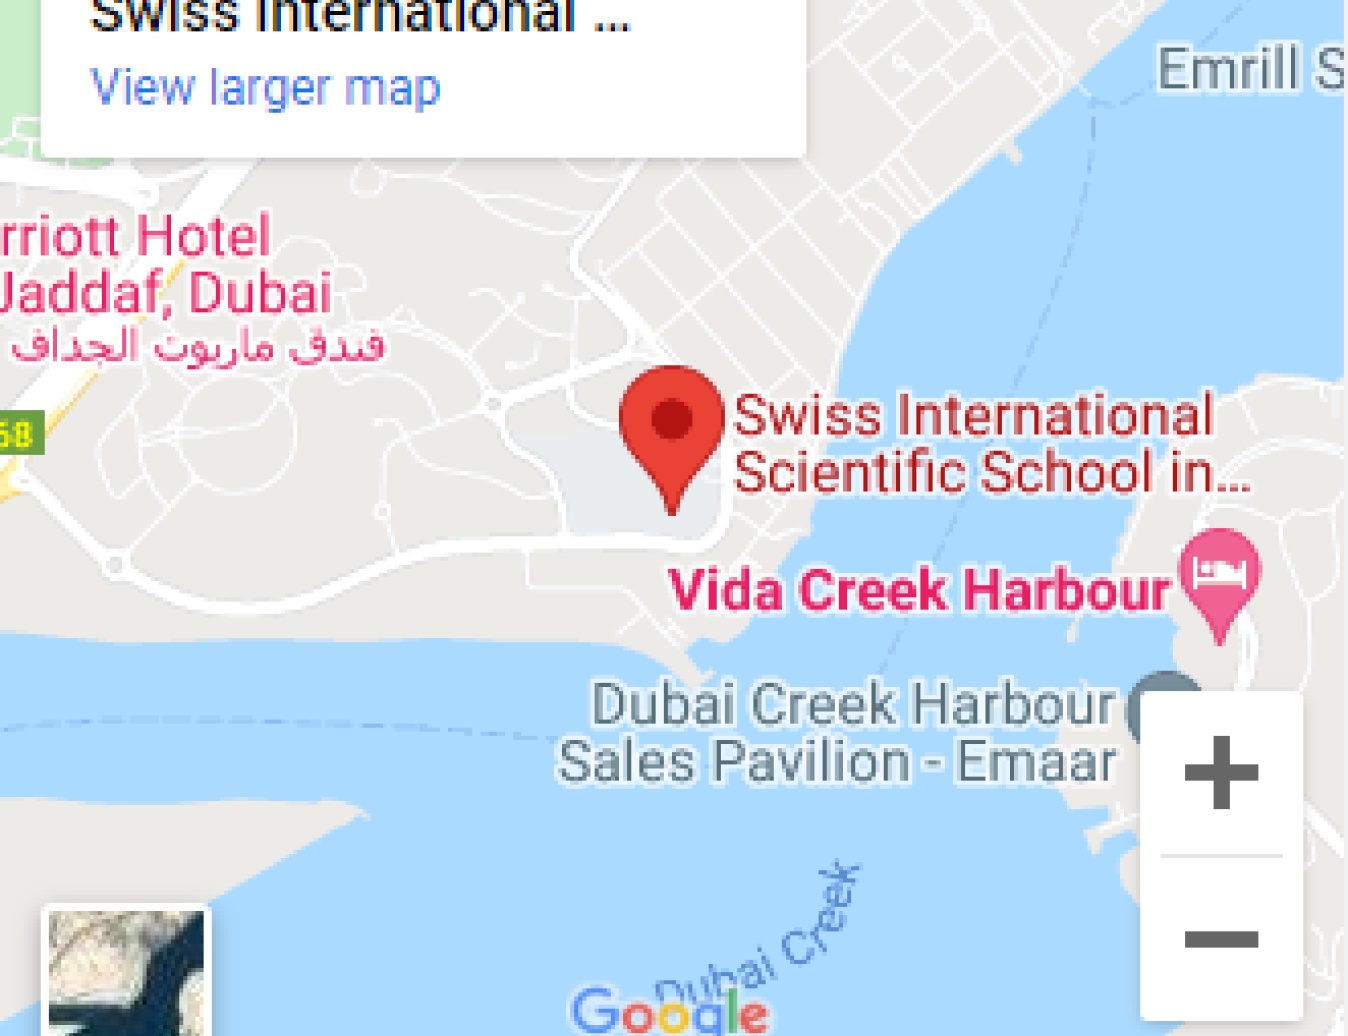 Swiss International ...
View larger map
Emrill S
rriott Hotel
Jaddaf, Dubai
فندق ماريوت الجداف
68
Swiss International
Scientific School in...
Vida Creek Harbour
Dubai Creek Harbour
Sales Pavilion - Emaar
+
−
Dubai Creek
Google